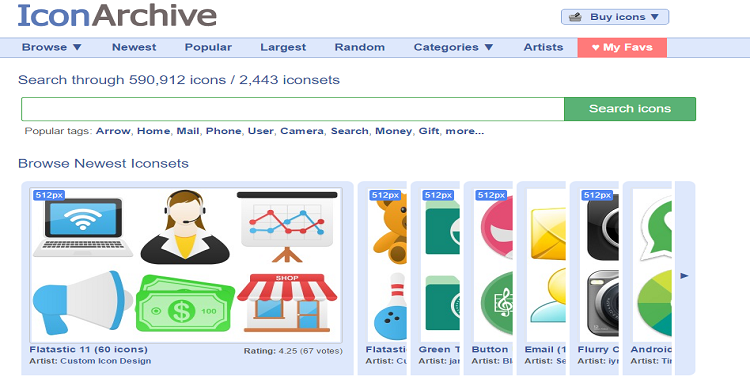 IconArchive
Buy icons ▼
Browse ▼ Newest Popular Largest Random Categories ▼ Artists ♥ My Favs
Search through 590,912 icons / 2,443 iconsets
Search icons
Popular tags: Arrow, Home, Mail, Phone, User, Camera, Search, Money, Gift, more...
Browse Newest Iconsets
512px 512px 512px 512px 512px
SHOP
$ 100
Flatastic 11 (60 icons) Flatasti Green T Button Email (1 Flurry C Android
Rating: 4.25 (67 votes)
Artist: Custom Icon Design Artist: Cu Artist: jar Artist: Bla Artist: Se Artist: iyi Artist: Tir